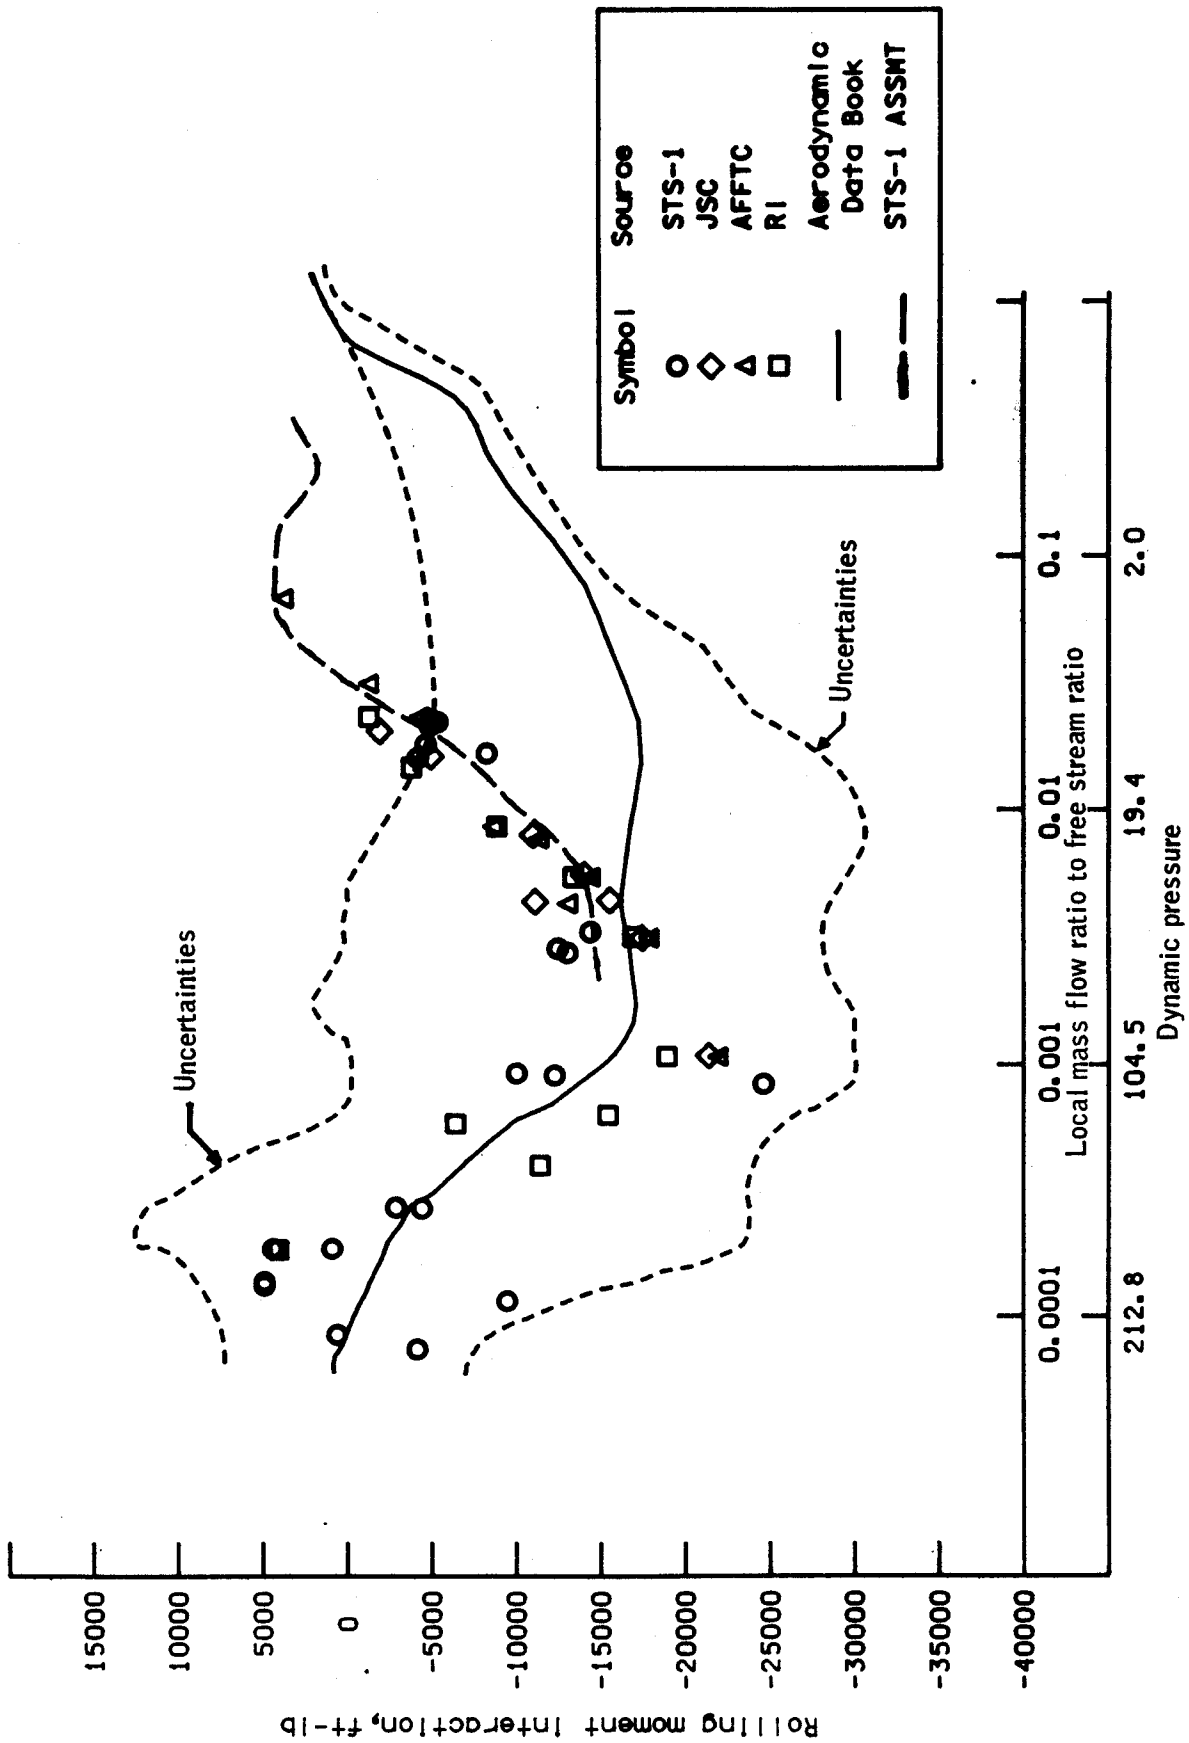 Rolling moment interaction, ft-lb
15000
10000
5000
0
-5000
-10000
-15000
-20000
-25000
-30000
-35000
-40000
Uncertainties
Uncertainties
Symbol Source
STS-1
JSC
AFFTC
RI
Aerodynamic
Data Book
STS-1 ASSMT
0.0001 0.001 0.01 0.1
Local mass flow ratio to free stream ratio
212.8 104.5 19.4 2.0
Dynamic pressure